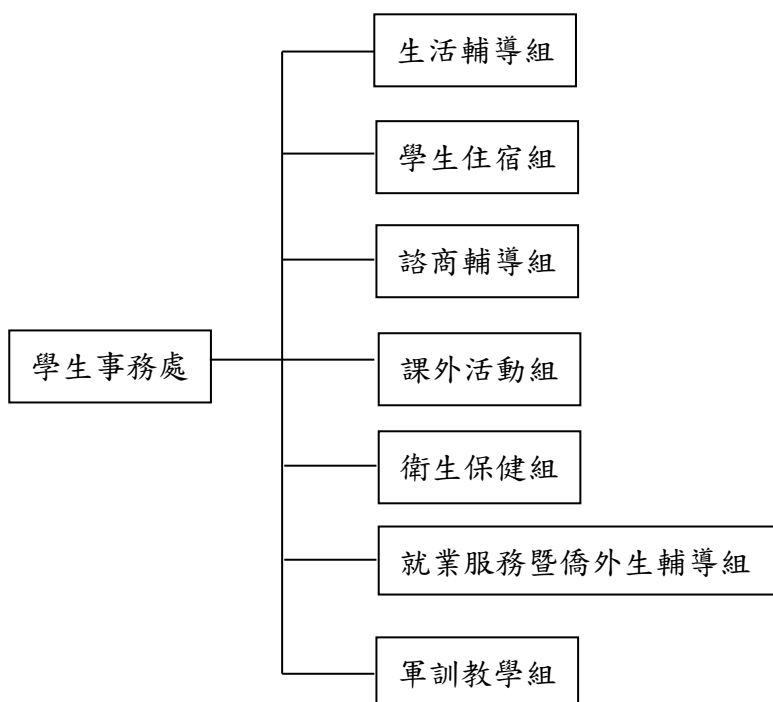 生活輔導組
學生住宿組
諮商輔導組
學生事務處
課外活動組
衛生保健組
就業服務暨僑外生輔導組
軍訓教學組